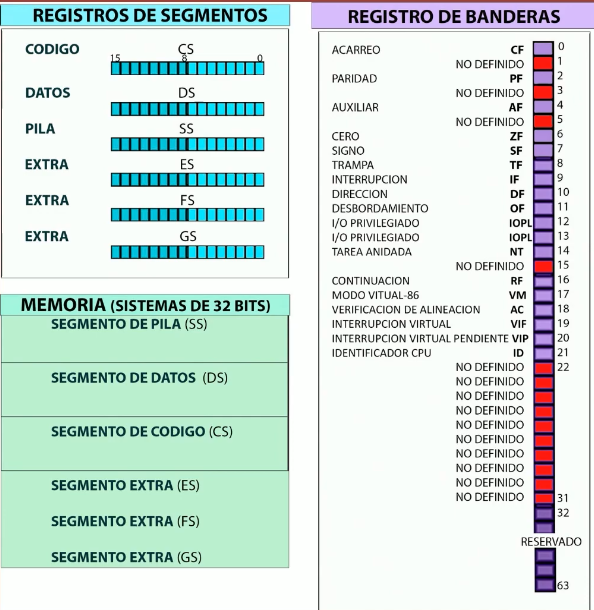 REGISTROS DE SEGMENTOS
CODIGO CS
15 8 0
DATOS DS
PILA SS
EXTRA ES
EXTRA FS
EXTRA GS
MEMORIA (SISTEMAS DE 32 BITS)
SEGMENTO DE PILA (SS)
SEGMENTO DE DATOS (DS)
SEGMENTO DE CODIGO (CS)
SEGMENTO EXTRA (ES)
SEGMENTO EXTRA (FS)
SEGMENTO EXTRA (GS)
REGISTRO DE BANDERAS
ACARREO CF 0
NO DEFINIDO 1
PARIDAD PF 2
NO DEFINIDO 3
AUXILIAR AF 4
NO DEFINIDO 5
CERO ZF 6
SIGNO SF 7
TRAMPA TF 8
INTERRUPCION IF 9
DIRECCION DF 10
DESBORDAMIENTO OF 11
I/O PRIVILEGIADO IOPL 12
I/O PRIVILEGIADO IOPL 13
TAREA ANIDADA NT 14
NO DEFINIDO 15
CONTINUACION RF 16
MODO VITUAL-86 VM 17
VERIFICACION DE ALINEACION AC 18
INTERRUPCION VIRTUAL VIF 19
INTERRUPCION VIRTUAL PENDIENTE VIP 20
IDENTIFICADOR CPU ID 21
NO DEFINIDO 22
NO DEFINIDO
NO DEFINIDO
NO DEFINIDO
NO DEFINIDO
NO DEFINIDO
NO DEFINIDO
NO DEFINIDO
NO DEFINIDO
NO DEFINIDO 31
32
RESERVADO
63